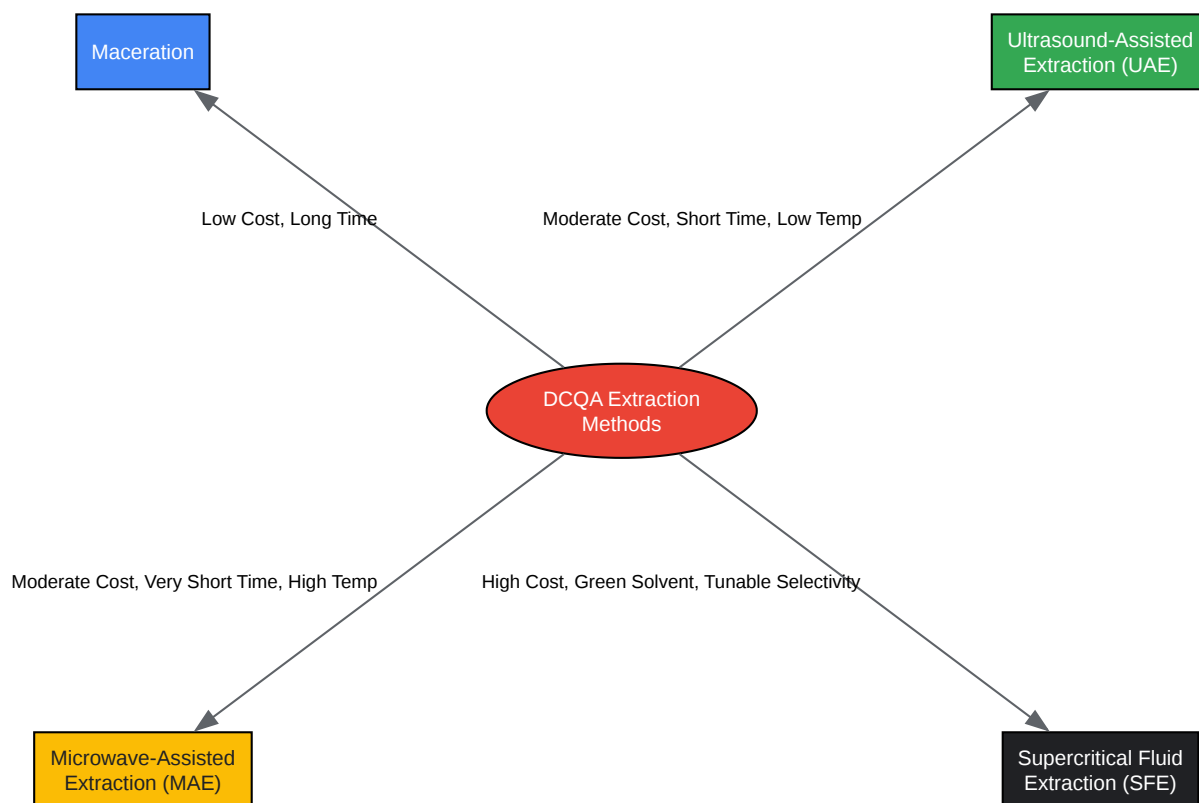 Maceration
Ultrasound-Assisted
Extraction (UAE)
Low Cost, Long Time
Moderate Cost, Short Time, Low Temp
DCQA Extraction
Methods
Moderate Cost, Very Short Time, High Temp
High Cost, Green Solvent, Tunable Selectivity
Microwave-Assisted
Extraction (MAE)
Supercritical Fluid
Extraction (SFE)